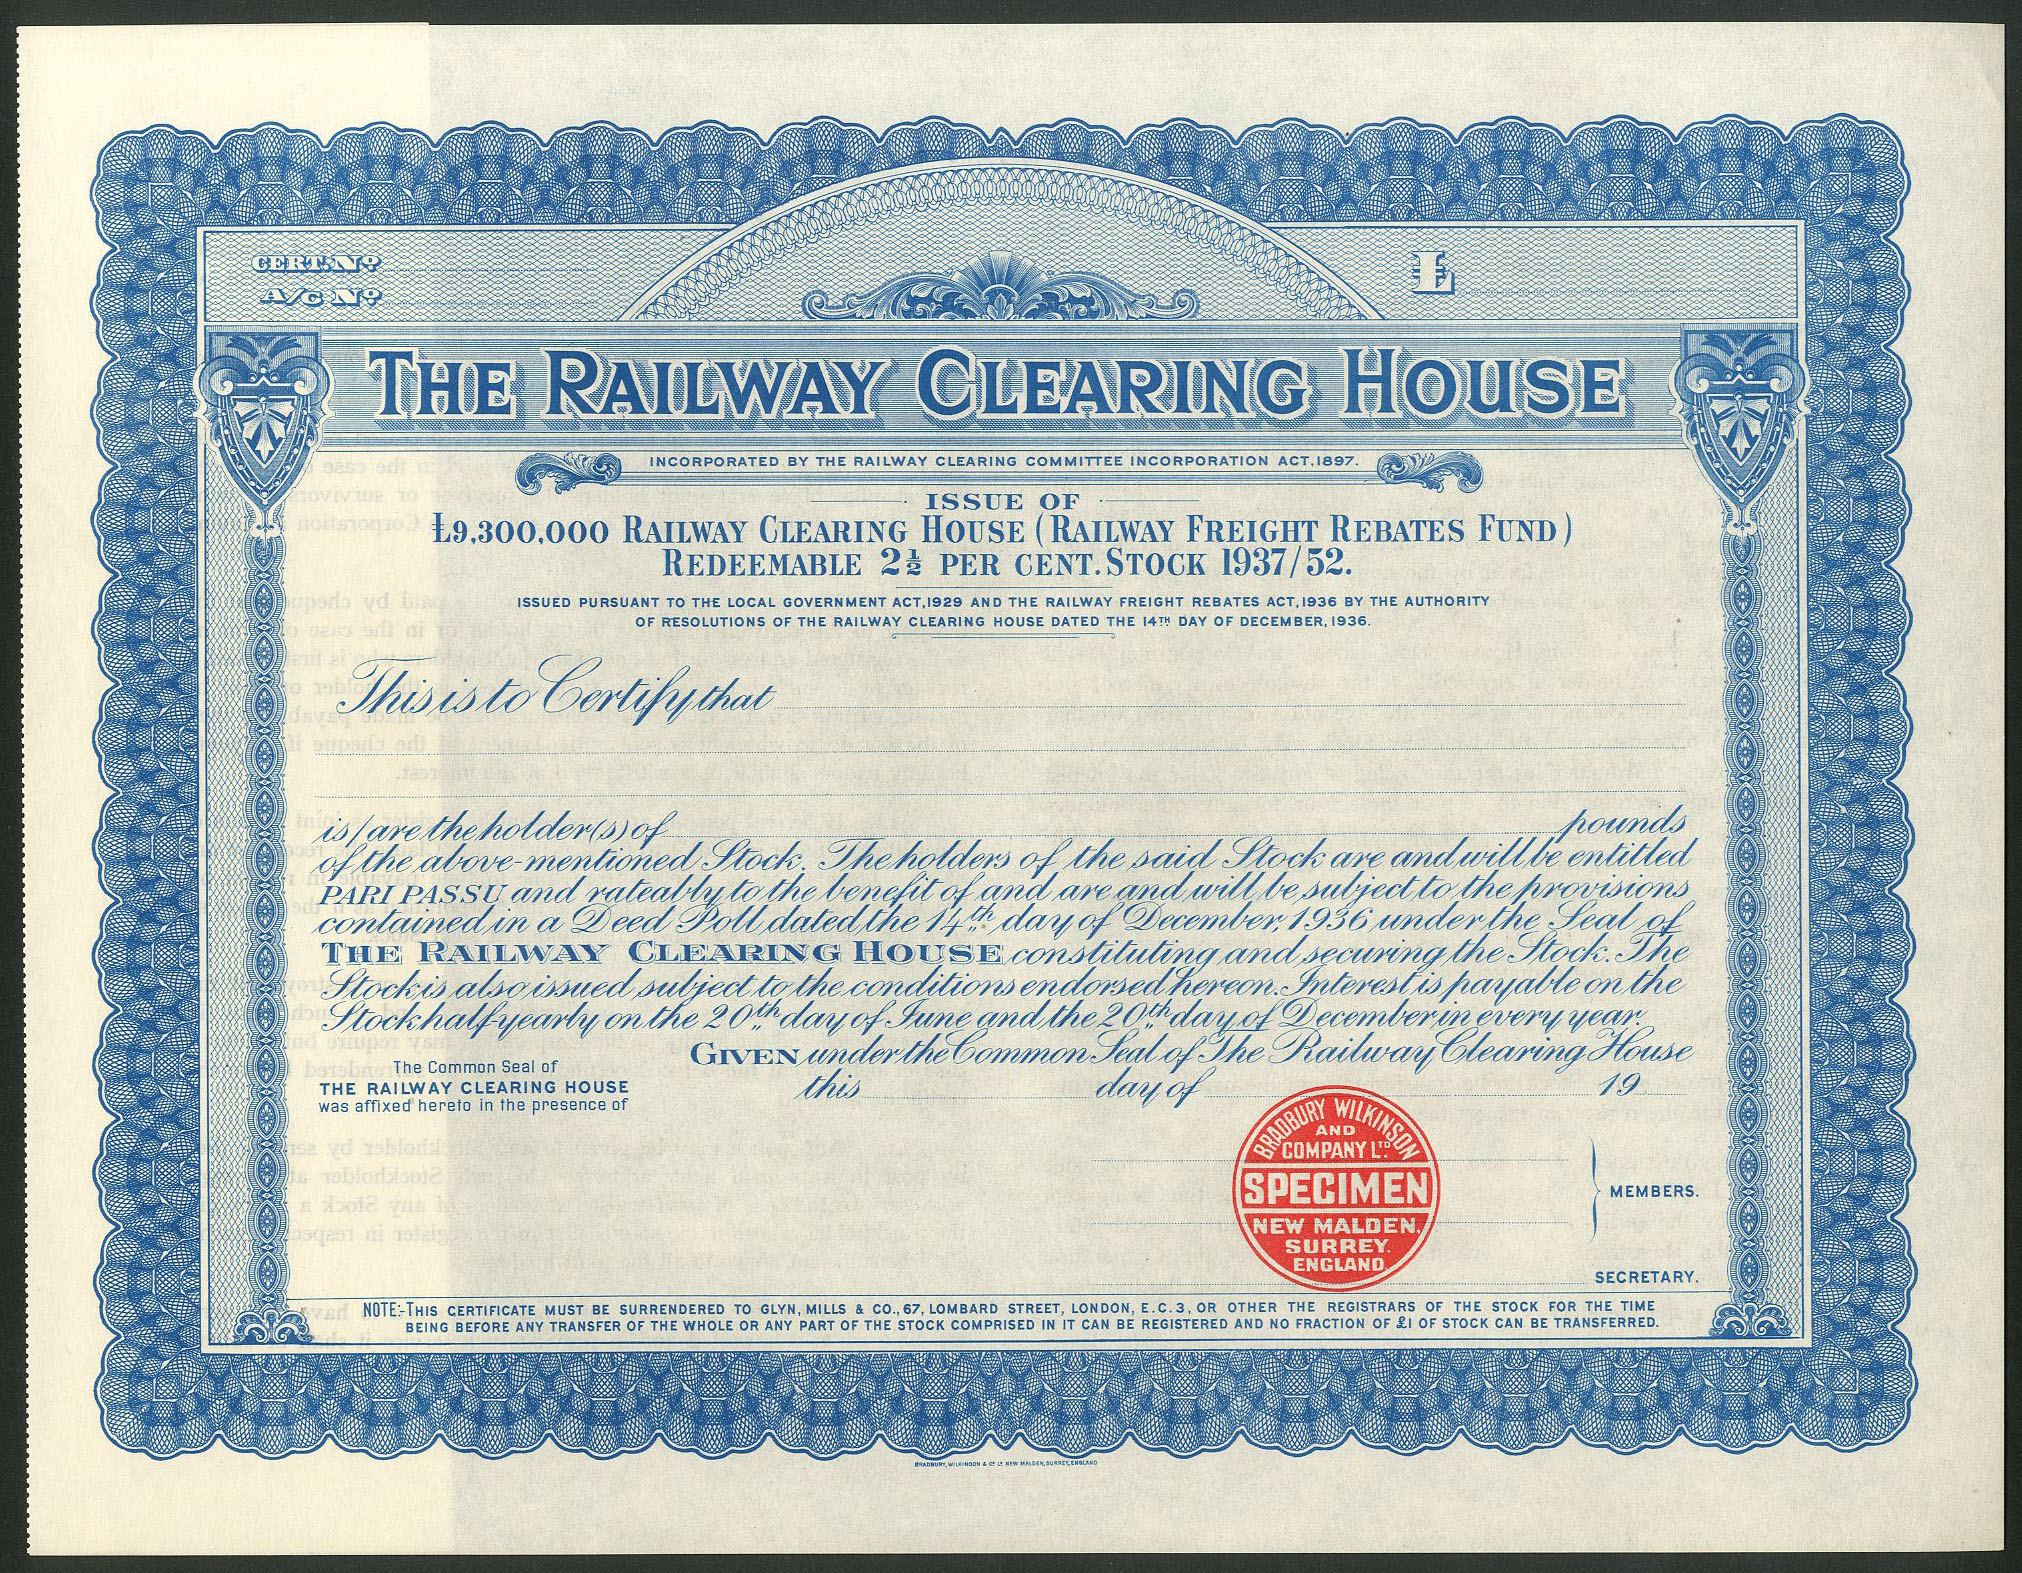 CERT. Nº
A/C Nº
£
THE RAILWAY CLEARING HOUSE
INCORPORATED BY THE RAILWAY CLEARING COMMITTEE INCORPORATION ACT, 1897.
ISSUE OF
£9,300,000 RAILWAY CLEARING HOUSE (RAILWAY FREIGHT REBATES FUND)
REDEEMABLE 2½ PER CENT. STOCK 1937/52.
ISSUED PURSUANT TO THE LOCAL GOVERNMENT ACT, 1929 AND THE RAILWAY FREIGHT REBATES ACT, 1936 BY THE AUTHORITY
OF RESOLUTIONS OF THE RAILWAY CLEARING HOUSE DATED THE 14TH DAY OF DECEMBER, 1936.
This is to Certify that
is/are the holder(s) of pounds
of the above-mentioned Stock. The holders of the said Stock are and will be entitled
PARI PASSU and rateably to the benefit of and are and will be subject to the provisions
contained in a Deed Poll dated the 14th day of December, 1936 under the Seal of
THE RAILWAY CLEARING HOUSE constituting and securing the Stock. The
Stock is also issued subject to the conditions endorsed hereon. Interest is payable on the
Stock half-yearly on the 20th day of June and the 20th day of December in every year.
GIVEN under the Common Seal of The Railway Clearing House
this day of 19
The Common Seal of
THE RAILWAY CLEARING HOUSE
was affixed hereto in the presence of
BRADBURY WILKINSON
AND
COMPANY LTD
SPECIMEN
NEW MALDEN,
SURREY.
ENGLAND.
MEMBERS.
SECRETARY.
NOTE:-THIS CERTIFICATE MUST BE SURRENDERED TO GLYN, MILLS & CO., 67, LOMBARD STREET, LONDON, E.C.3, OR OTHER THE REGISTRARS OF THE STOCK FOR THE TIME
BEING BEFORE ANY TRANSFER OF THE WHOLE OR ANY PART OF THE STOCK COMPRISED IN IT CAN BE REGISTERED AND NO FRACTION OF £1 OF STOCK CAN BE TRANSFERRED.
BRADBURY, WILKINSON & Cº Lᵈ NEW MALDEN, SURREY, ENGLAND